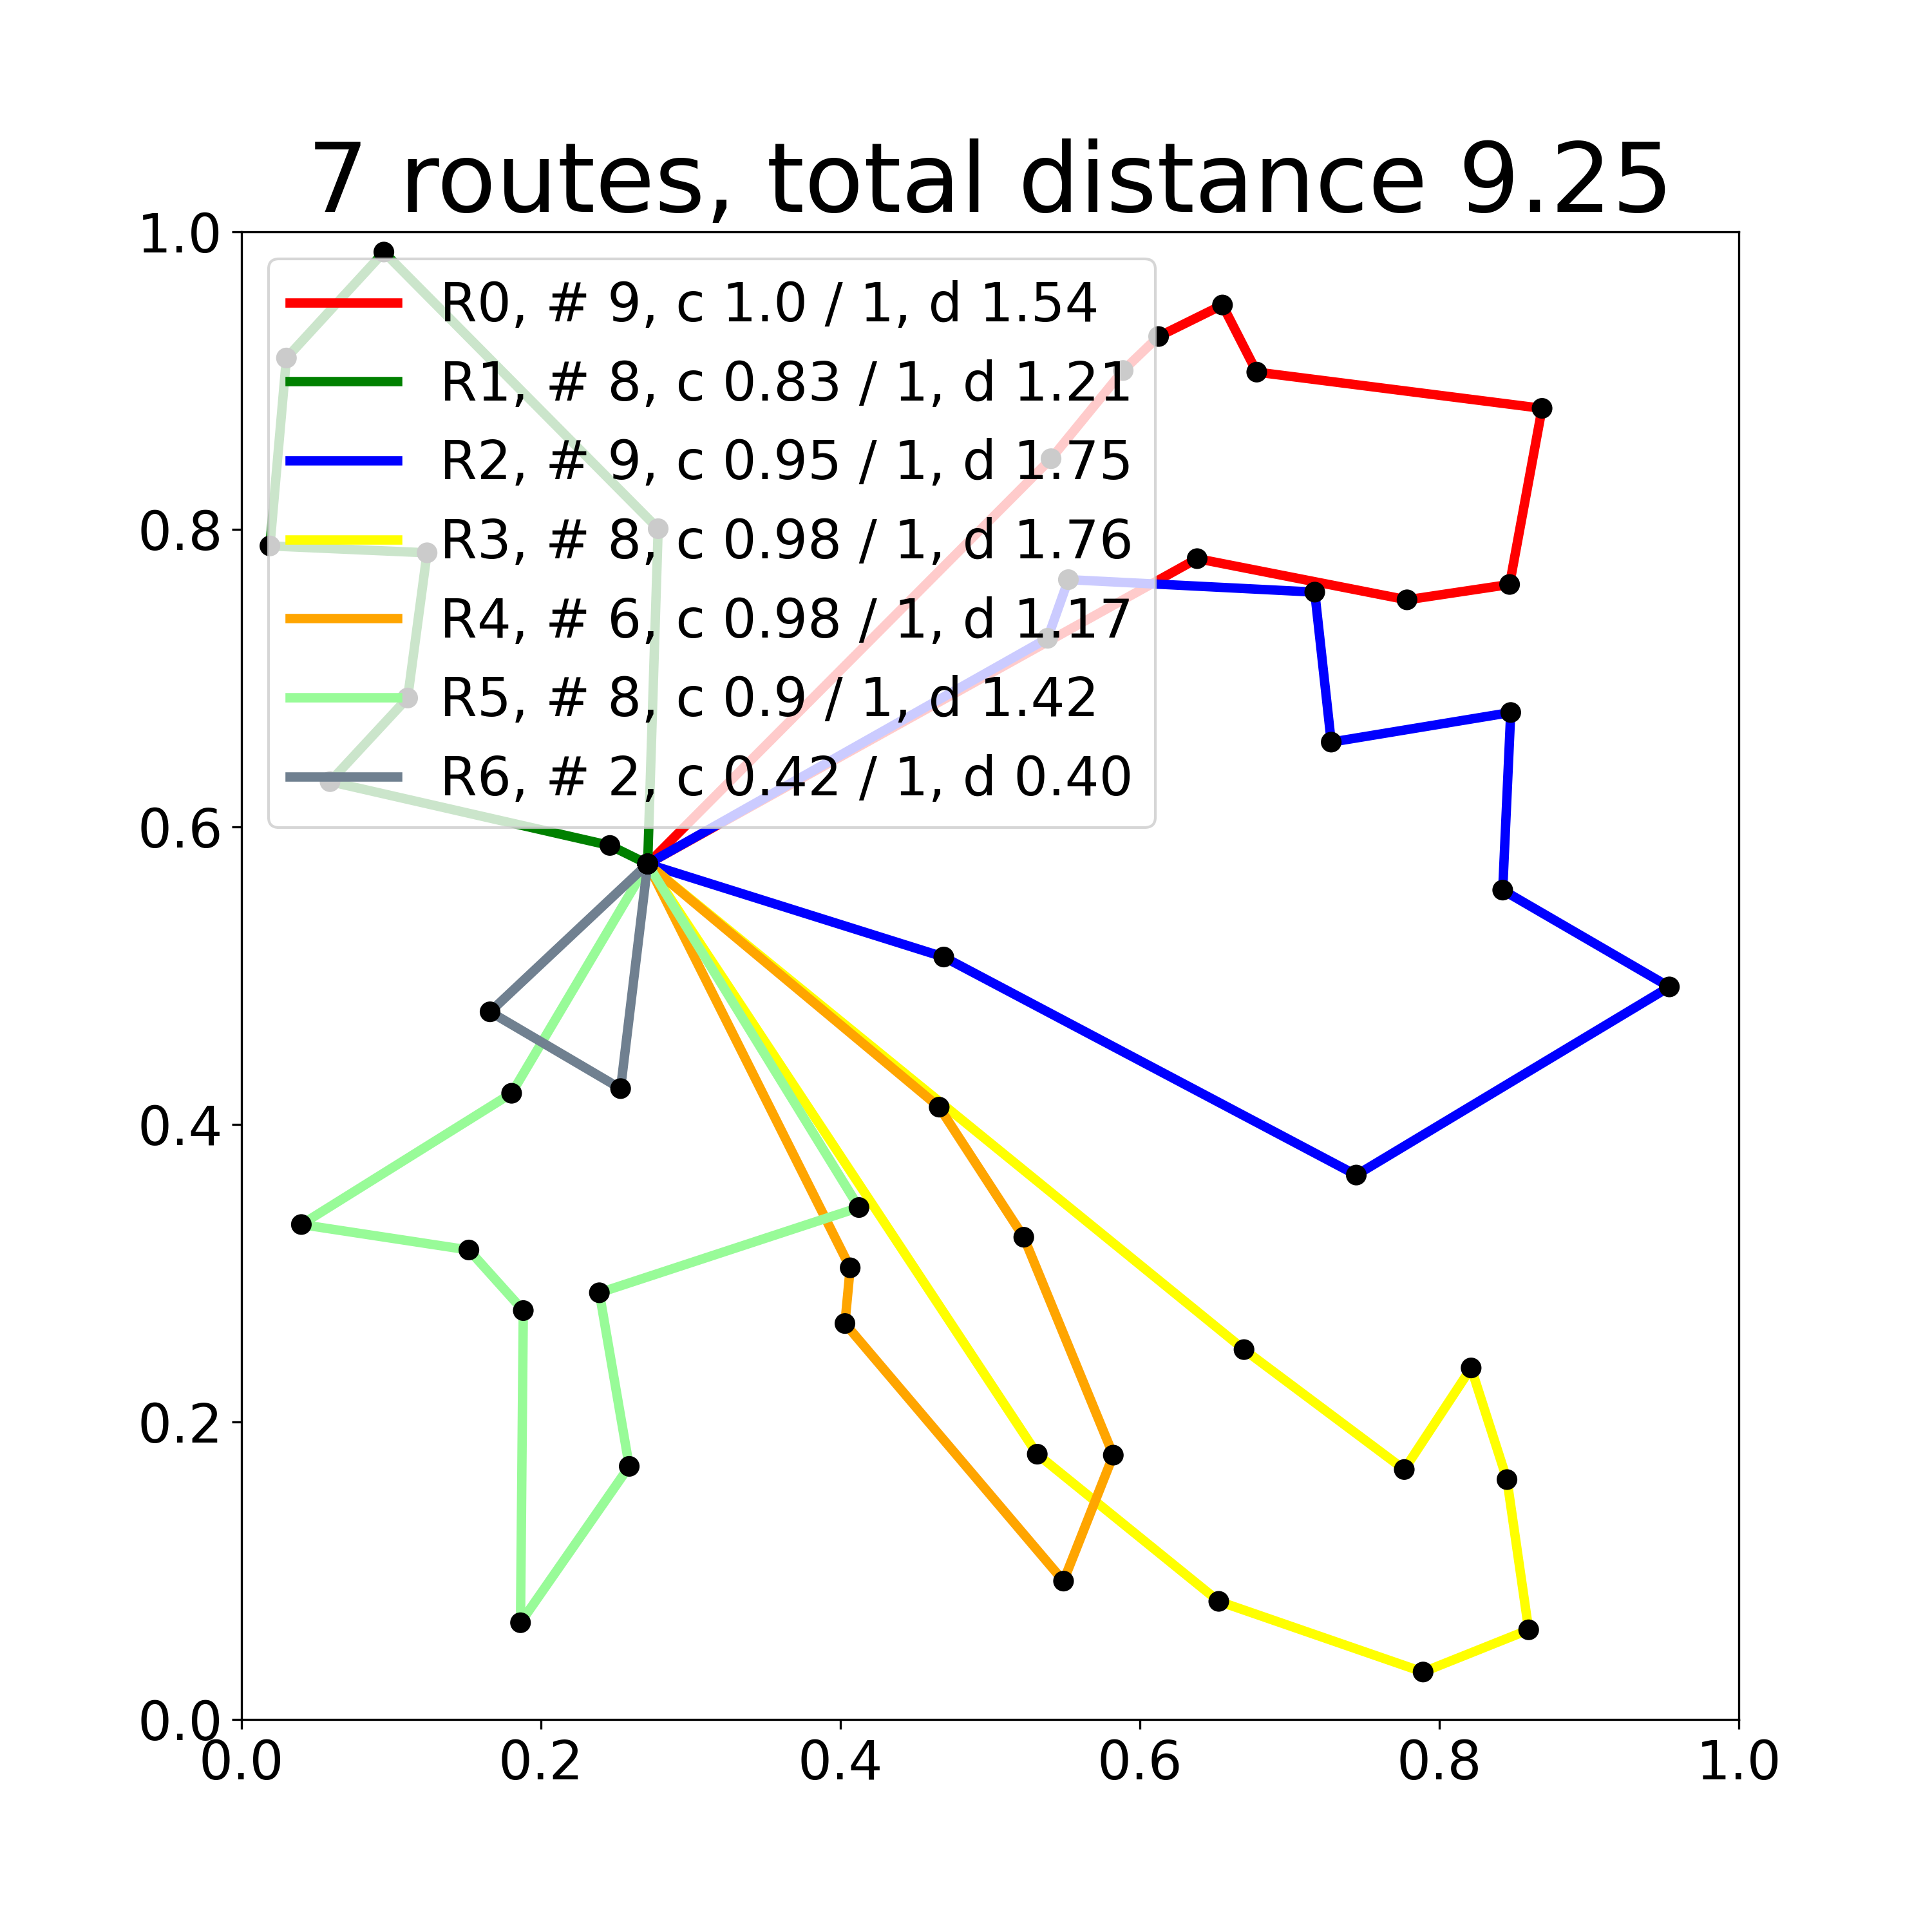 7 routes, total distance 9.25
1.0
0.8
0.6
0.4
0.2
0.0
R0, # 9, c 1.0 / 1, d 1.54
R1, # 8, c 0.83 / 1, d 1.21
R2, # 9, c 0.95 / 1, d 1.75
R3, # 8, c 0.98 / 1, d 1.76
R4, # 6, c 0.98 / 1, d 1.17
R5, # 8, c 0.9 / 1, d 1.42
R6, # 2, c 0.42 / 1, d 0.40
0.0 0.2 0.4 0.6 0.8 1.0